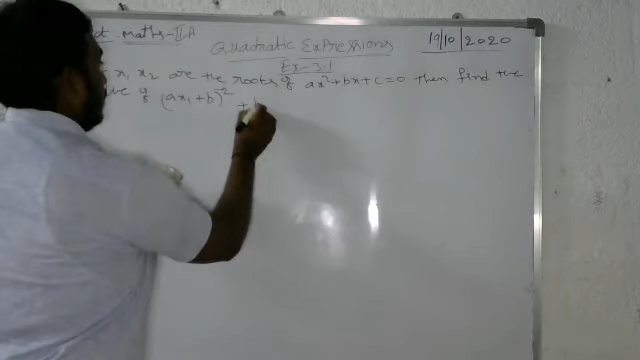 ct Maths-IIA
Quadratic Expressions
19/10/2020
Ex-3.1
x₁, x₂ are the roots of ax²+bx+c=0 then find the
of (ax₁+b)⁻² +